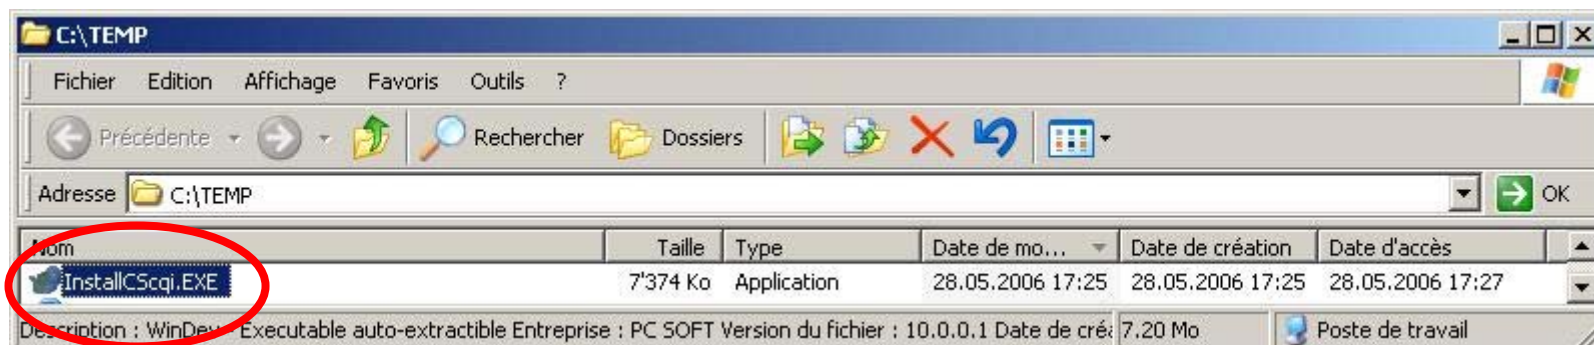 C:\TEMP
Fichier Edition Affichage Favoris Outils ?
Précédente Rechercher Dossiers
Adresse C:\TEMP OK
Nom Taille Type Date de mo... Date de création Date d'accès
InstallCScqi.EXE 7'374 Ko Application 28.05.2006 17:25 28.05.2006 17:25 28.05.2006 17:27
Description : WinDev Executable auto-extractible Entreprise : PC SOFT Version du fichier : 10.0.0.1 Date de créa 7.20 Mo Poste de travail